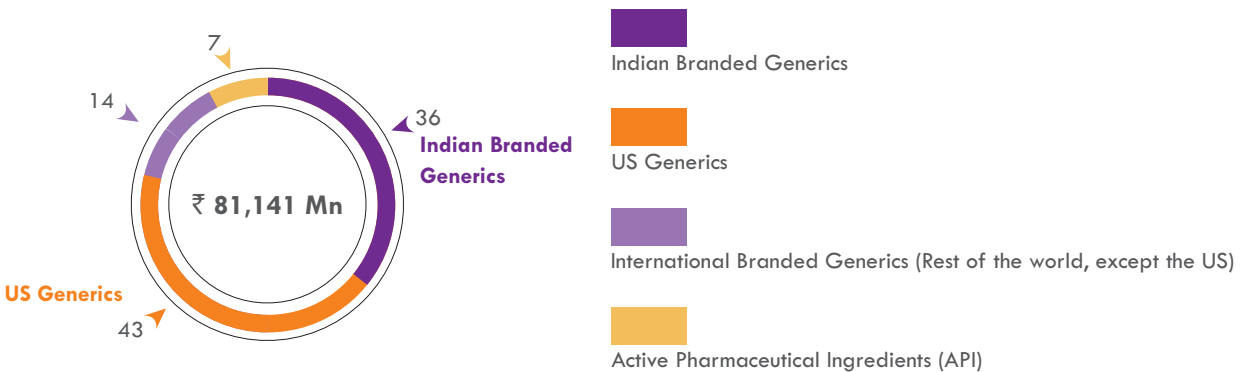 7
14
36
Indian Branded
Generics
₹ 81,141 Mn
US Generics
43
Indian Branded Generics
US Generics
International Branded Generics (Rest of the world, except the US)
Active Pharmaceutical Ingredients (API)